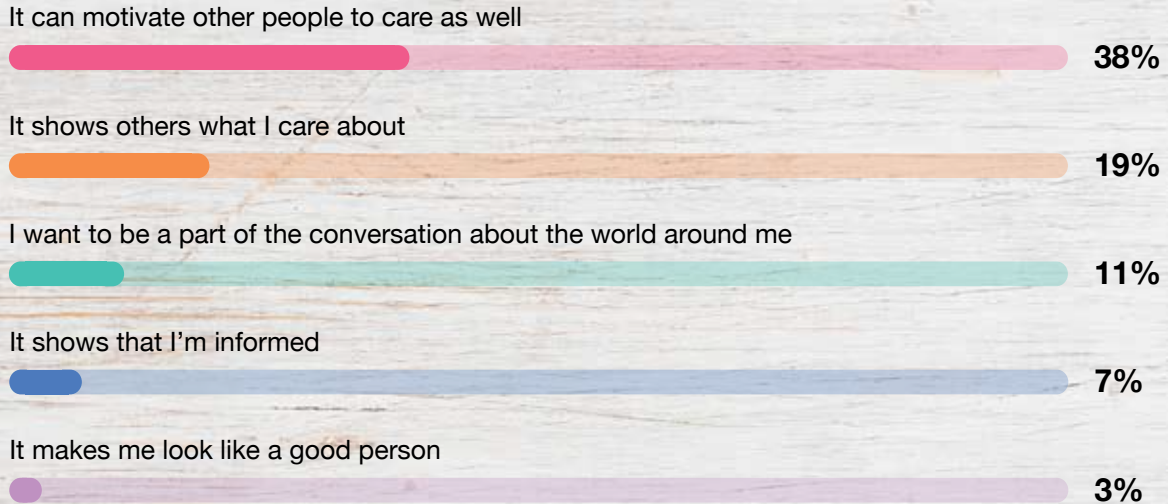 It can motivate other people to care as well
38%
It shows others what I care about
19%
I want to be a part of the conversation about the world around me
11%
It shows that I’m informed
7%
It makes me look like a good person
3%